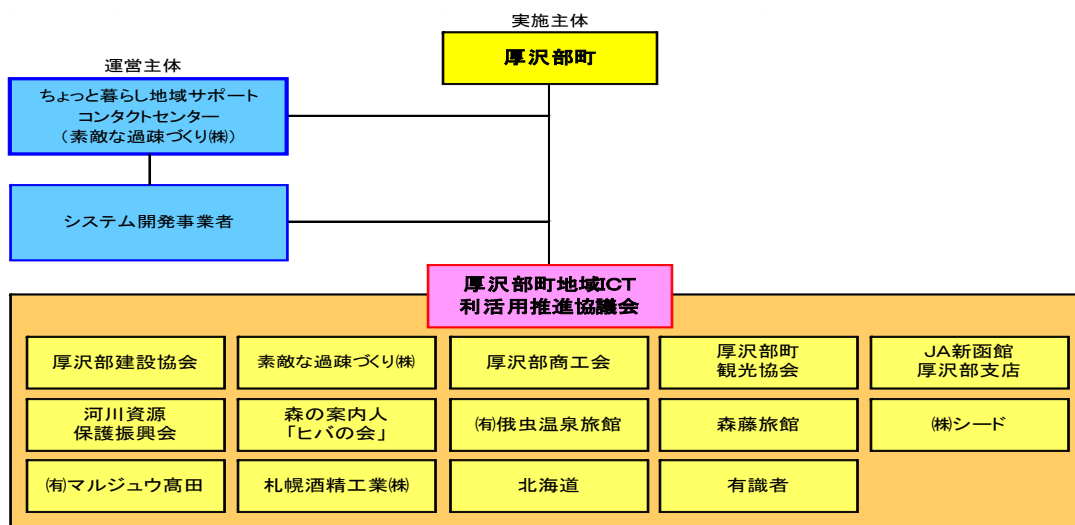 実施主体
厚沢部町
運営主体
ちょっと暮らし地域サポート
コンタクトセンター
（素敵な過疎づくり㈱）
システム開発事業者
厚沢部町地域ICT
利活用推進協議会
厚沢部建設協会
素敵な過疎づくり㈱
厚沢部商工会
厚沢部町
観光協会
JA新函館
厚沢部支店
河川資源
保護振興会
森の案内人
「ヒバの会」
㈲俄虫温泉旅館
森藤旅館
㈱シード
㈲マルジュウ髙田
札幌酒精工業㈱
北海道
有識者